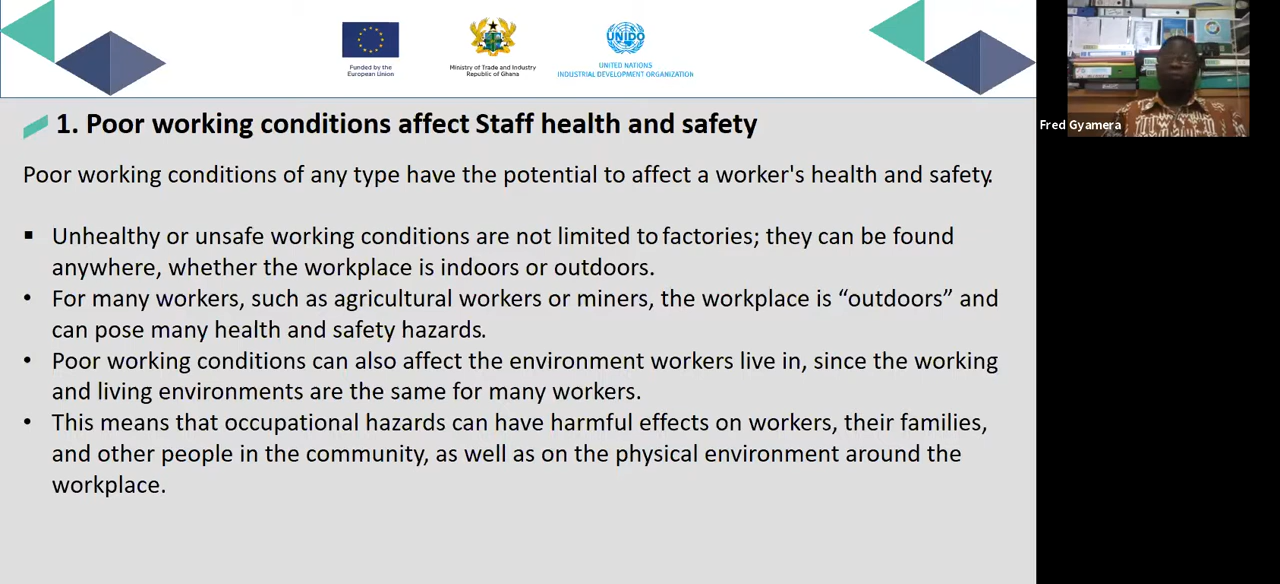 Funded by the
European Union
Ministry of Trade and Industry
Republic of Ghana
UNIDO
UNITED NATIONS
INDUSTRIAL DEVELOPMENT ORGANIZATION
Fred Gyamera
1. Poor working conditions affect Staff health and safety
Poor working conditions of any type have the potential to affect a worker's health and safety.
▪ Unhealthy or unsafe working conditions are not limited to factories; they can be found
anywhere, whether the workplace is indoors or outdoors.
• For many workers, such as agricultural workers or miners, the workplace is “outdoors” and
can pose many health and safety hazards.
• Poor working conditions can also affect the environment workers live in, since the working
and living environments are the same for many workers.
• This means that occupational hazards can have harmful effects on workers, their families,
and other people in the community, as well as on the physical environment around the
workplace.